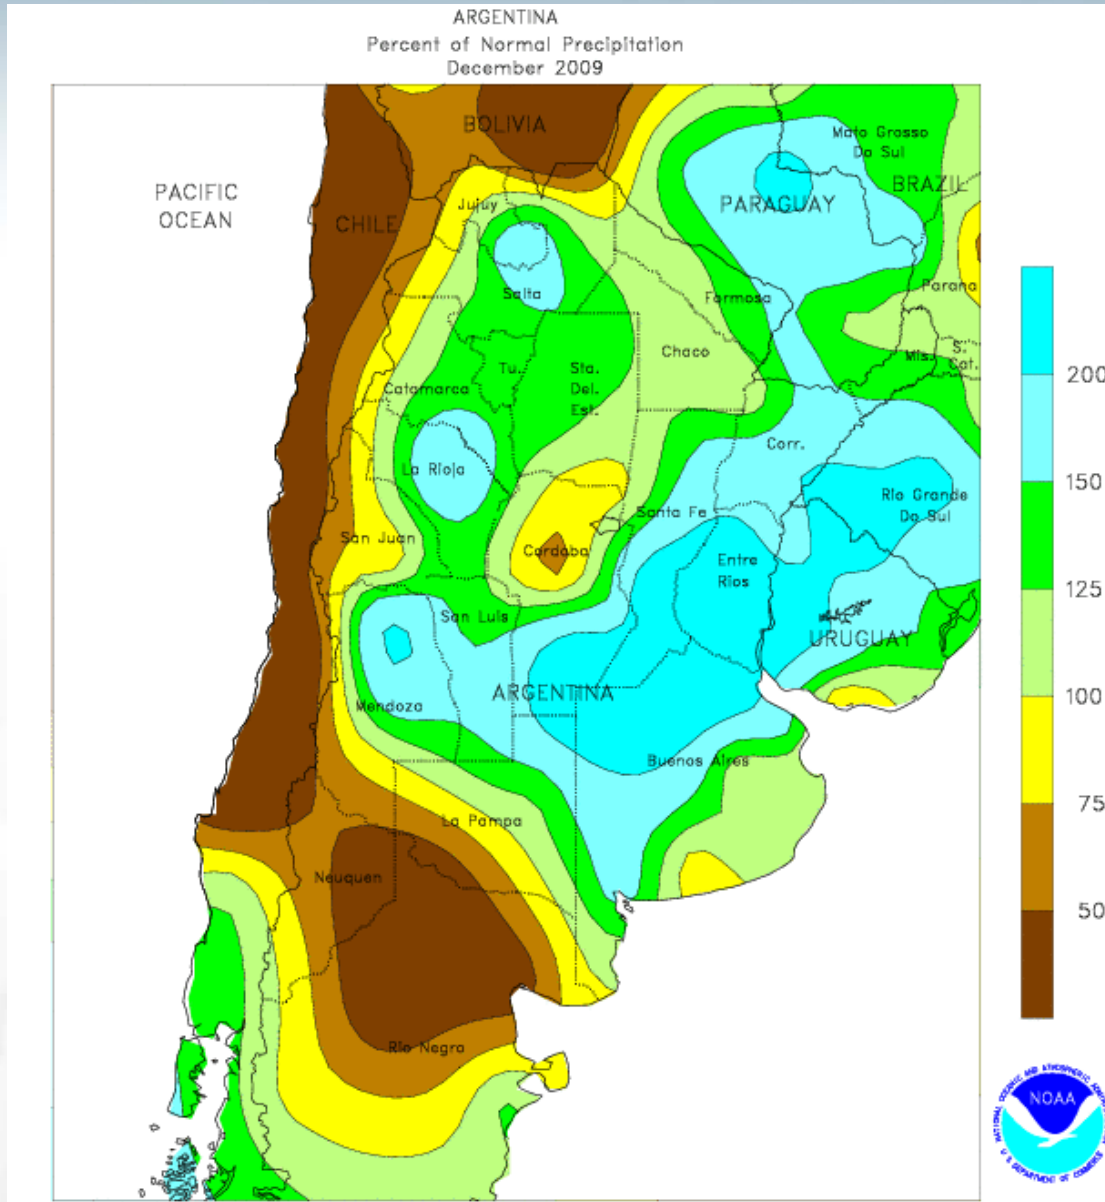 ARGENTINA
Percent of Normal Precipitation
December 2009
BOLIVIA
Mato Grosso
Do Sul
PACIFIC
OCEAN
BRAZIL
PARAGUAY
Jujuy
CHILE
Salta
Formosa
Parana
Chaco
Mis.
S.
Cat.
Tu.
Sta.
Del.
Est.
Catamarca
200
La Rioja
Corr.
150
Santa Fe
Rio Grande
Do Sul
San Juan
Cordoba
Entre
Rios
125
San Luis
URUGUAY
ARGENTINA
100
Mendoza
Buenos Aires
75
La Pampa
Neuquen
50
Rio Negro
NOAA